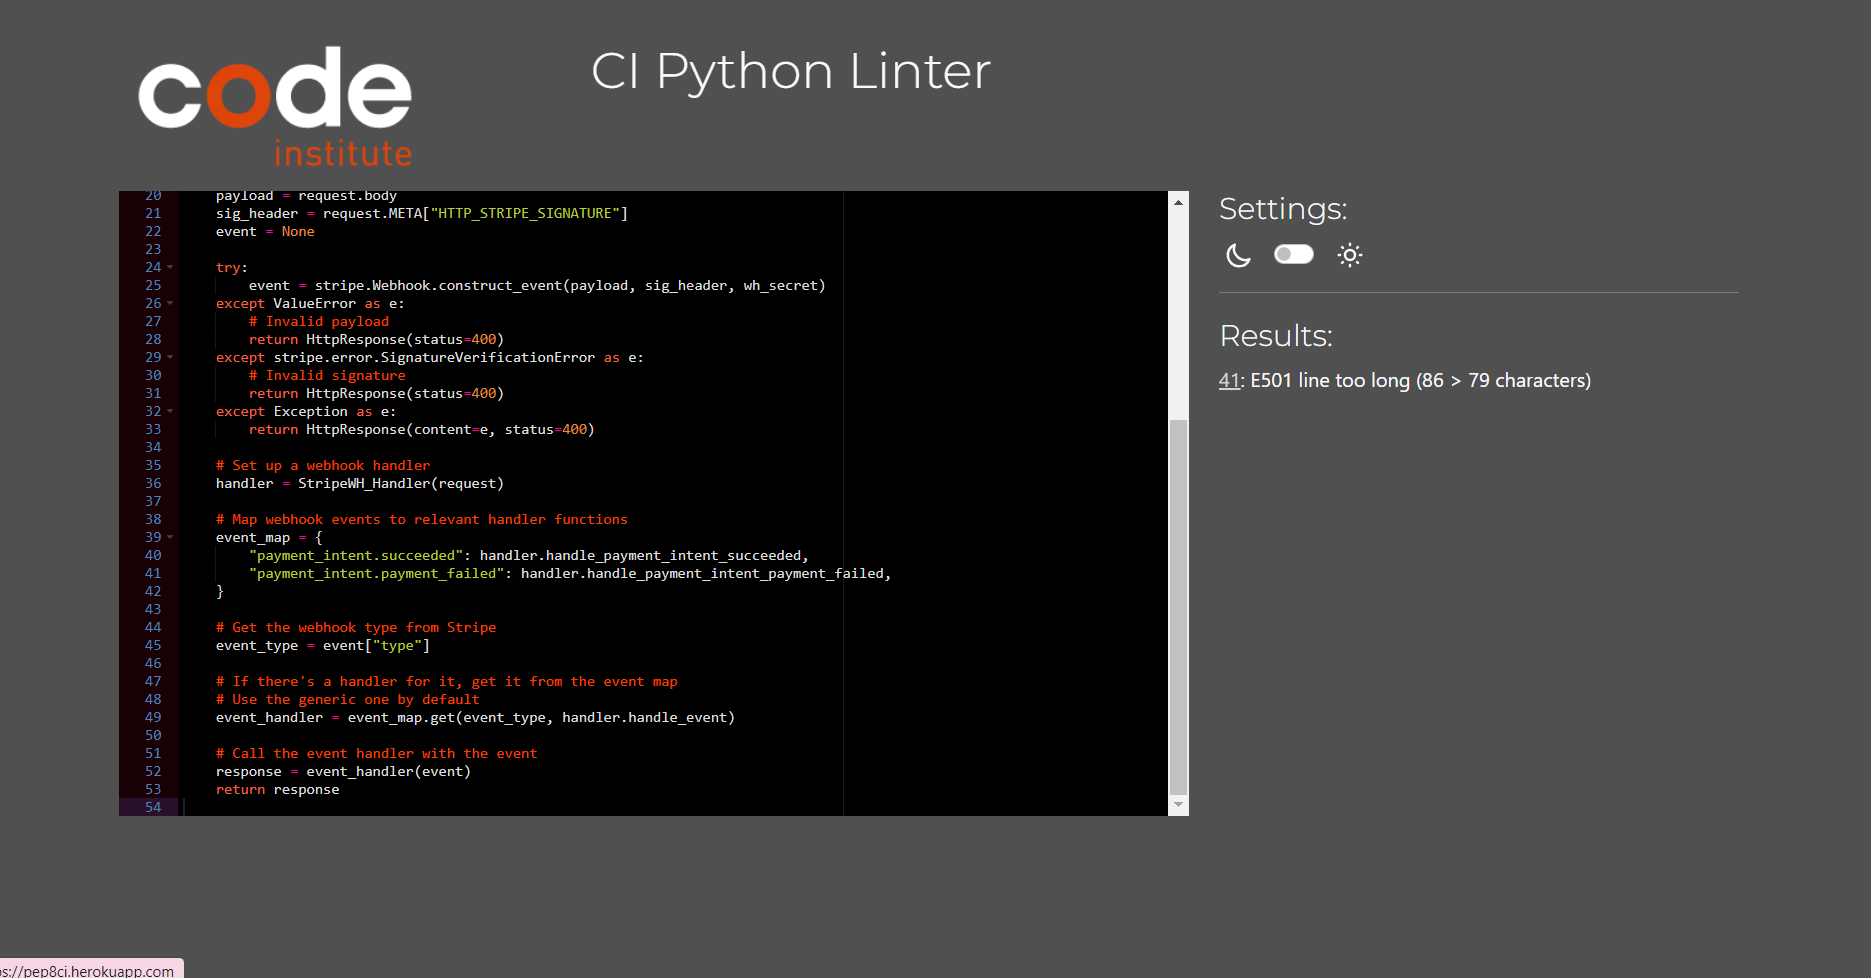 code
institute
CI Python Linter
20 payload = request.body
21 sig_header = request.META["HTTP_STRIPE_SIGNATURE"]
22 event = None
23
24 try:
25 event = stripe.Webhook.construct_event(payload, sig_header, wh_secret)
26 except ValueError as e:
27 # Invalid payload
28 return HttpResponse(status=400)
29 except stripe.error.SignatureVerificationError as e:
30 # Invalid signature
31 return HttpResponse(status=400)
32 except Exception as e:
33 return HttpResponse(content=e, status=400)
34
35 # Set up a webhook handler
36 handler = StripeWH_Handler(request)
37
38 # Map webhook events to relevant handler functions
39 event_map = {
40 "payment_intent.succeeded": handler.handle_payment_intent_succeeded,
41 "payment_intent.payment_failed": handler.handle_payment_intent_payment_failed,
42 }
43
44 # Get the webhook type from Stripe
45 event_type = event["type"]
46
47 # If there's a handler for it, get it from the event map
48 # Use the generic one by default
49 event_handler = event_map.get(event_type, handler.handle_event)
50
51 # Call the event handler with the event
52 response = event_handler(event)
53 return response
54
Settings:
Results:
41: E501 line too long (86 > 79 characters)
os://pep8ci.herokuapp.com